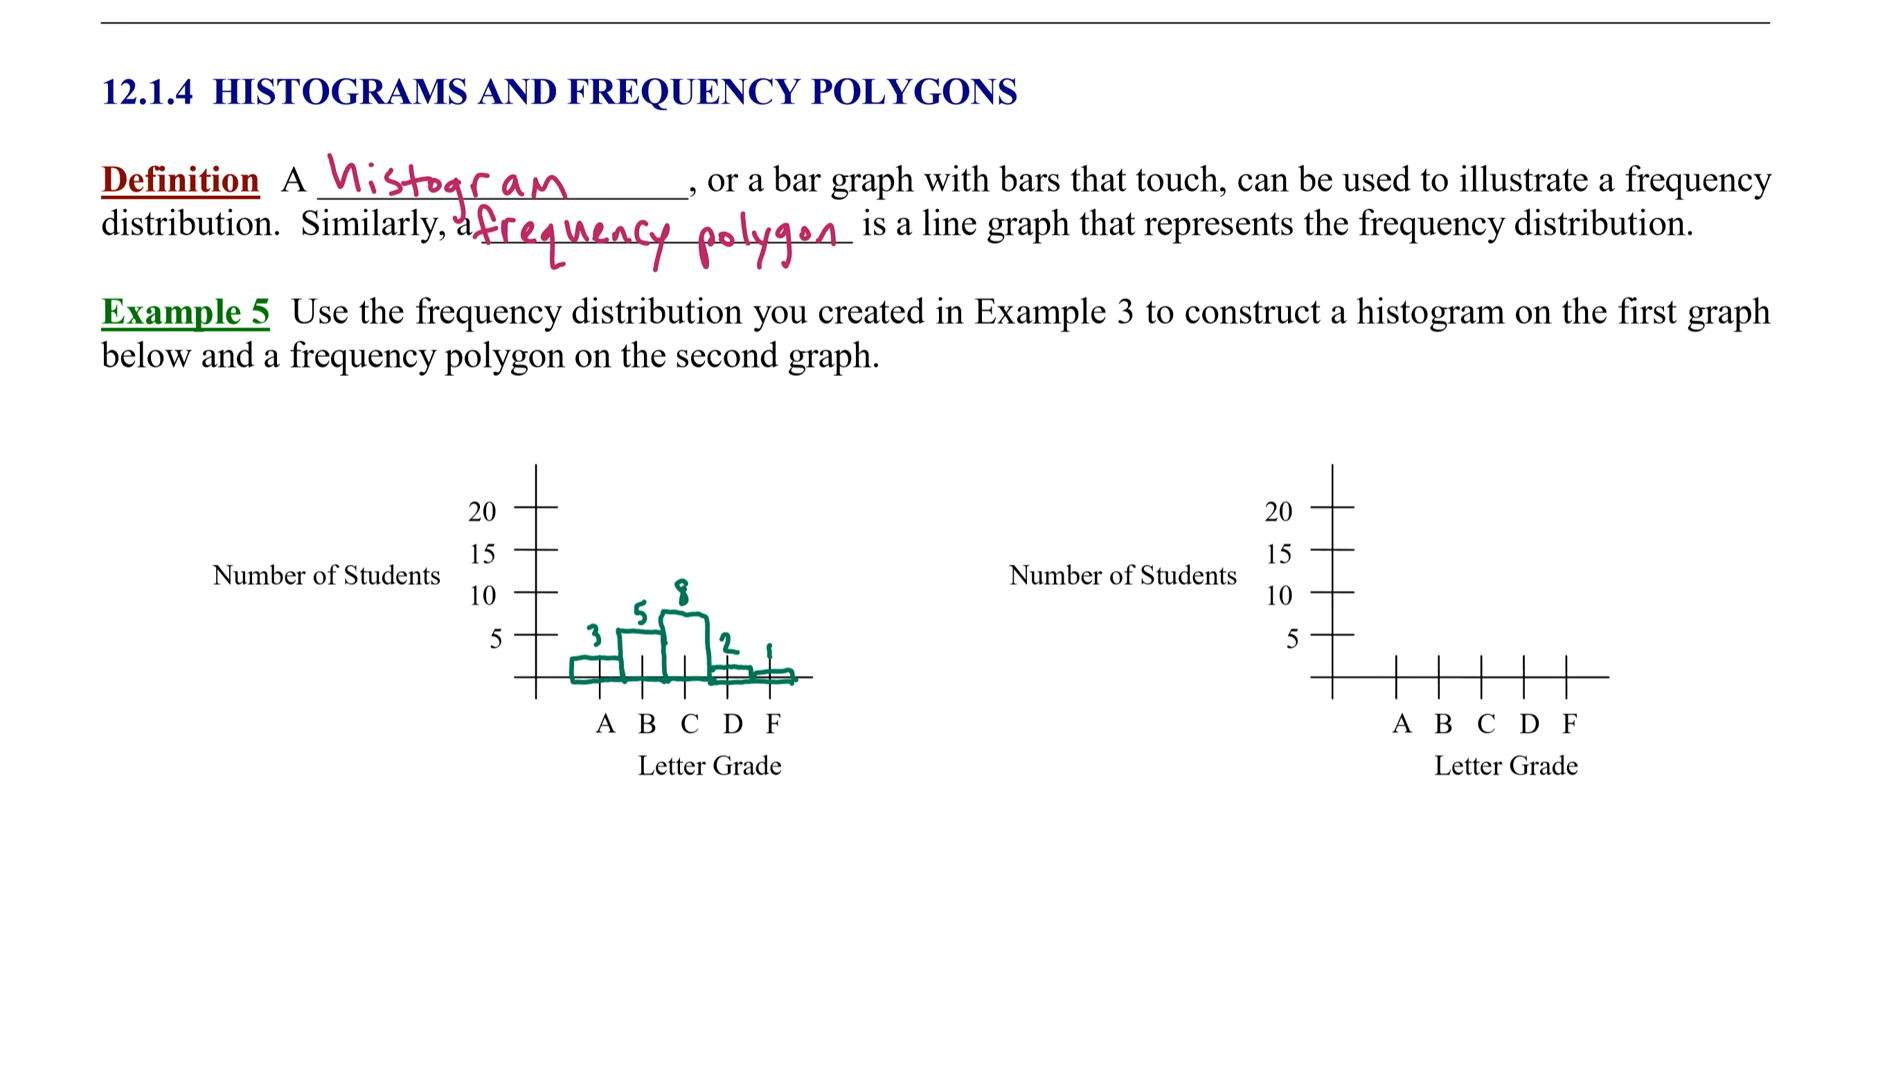 12.1.4 HISTOGRAMS AND FREQUENCY POLYGONS
Definition A histogram, or a bar graph with bars that touch, can be used to illustrate a frequency
distribution. Similarly, a frequency polygon is a line graph that represents the frequency distribution.
Example 5 Use the frequency distribution you created in Example 3 to construct a histogram on the first graph
below and a frequency polygon on the second graph.
20
15
Number of Students
10
5
3
5
8
2
1
A B C D F
Letter Grade
20
15
Number of Students
10
5
A B C D F
Letter Grade